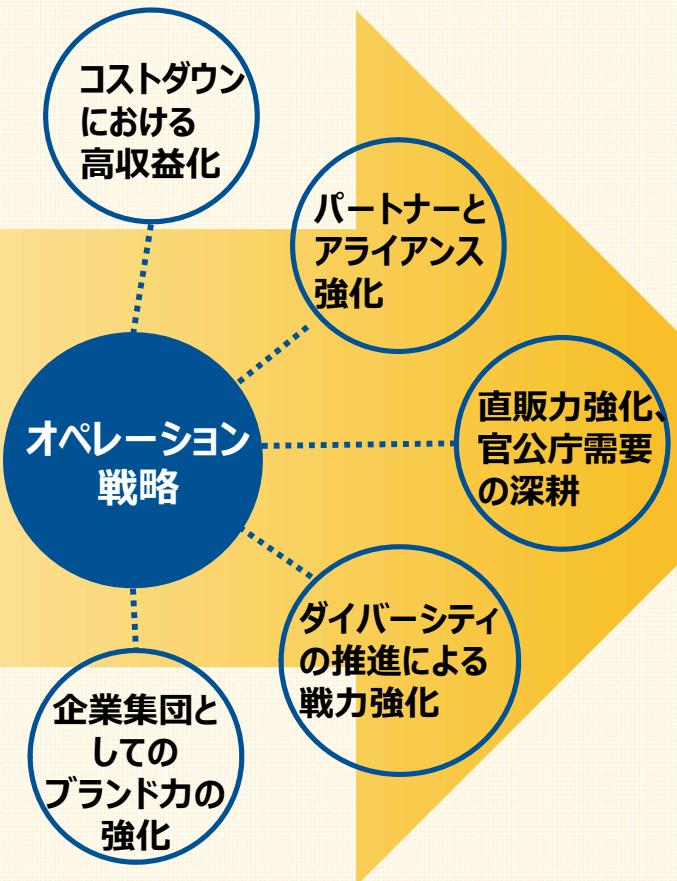 コストダウン
における
高収益化
パートナーと
アライアンス
強化
オペレーション
戦略
直販力強化、
官公庁需要
の深耕
ダイバーシティ
の推進による
戦力強化
企業集団と
しての
ブランド力の
強化